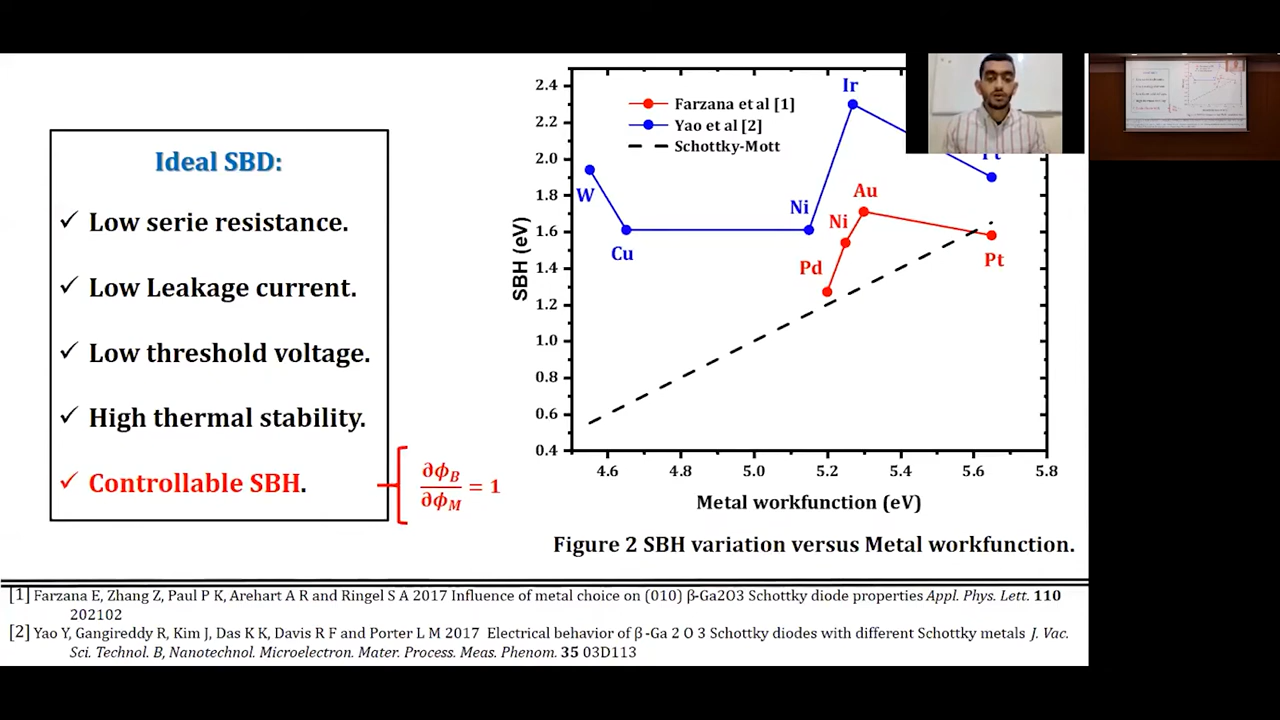 Ideal SBD:
✓ Low serie resistance.
✓ Low Leakage current.
✓ Low threshold voltage.
✓ High thermal stability.
✓ Controllable SBH.
∂ϕB/∂ϕM = 1
SBH (eV)
2.4
2.2
2.0
1.8
1.6
1.4
1.2
1.0
0.8
0.6
0.4
Farzana et al [1]
Yao et al [2]
Schottky-Mott
W
Cu
Ni
Ir
Pd
Ni
Au
Pt
4.6 4.8 5.0 5.2 5.4 5.6 5.8
Metal workfunction (eV)
Figure 2 SBH variation versus Metal workfunction.
[1] Farzana E, Zhang Z, Paul P K, Arehart A R and Ringel S A 2017 Influence of metal choice on (010) β-Ga2O3 Schottky diode properties Appl. Phys. Lett. 110
202102
[2] Yao Y, Gangireddy R, Kim J, Das K K, Davis R F and Porter L M 2017 Electrical behavior of β -Ga 2 O 3 Schottky diodes with different Schottky metals J. Vac.
Sci. Technol. B, Nanotechnol. Microelectron. Mater. Process. Meas. Phenom. 35 03D113